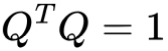 Q^T Q = 1